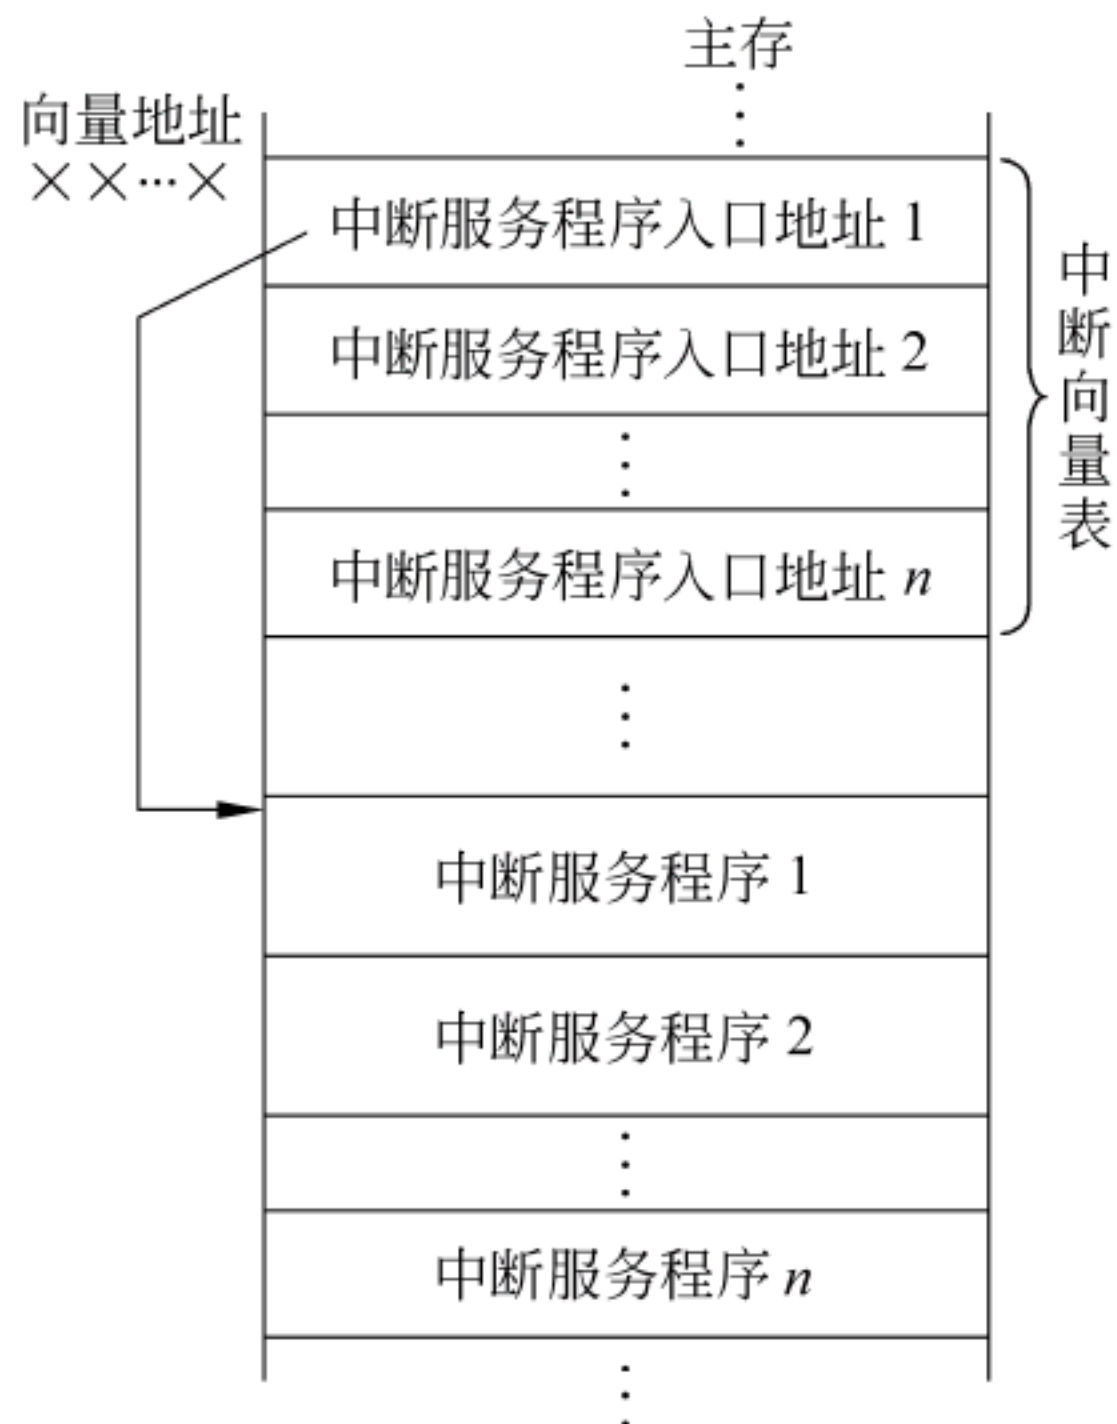 主存
向量地址
××…×
中断服务程序入口地址 1
中断服务程序入口地址 2
中断服务程序入口地址 n
中断向量表
中断服务程序 1
中断服务程序 2
中断服务程序 n